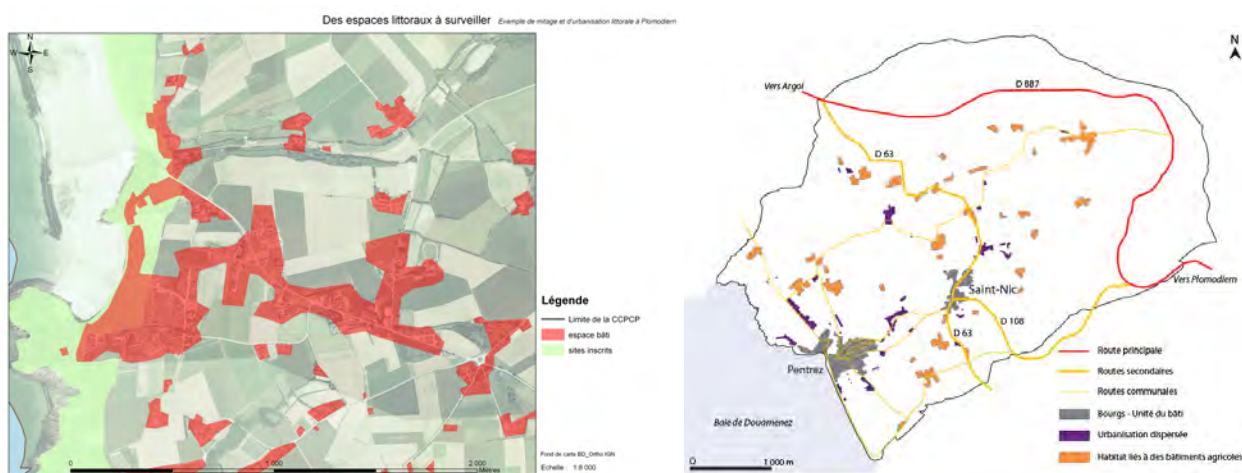 Des espaces littoraux à surveiller Exemple de mitage et d'urbanisation littorale à Plomodiern
N
W E
S
Légende
Limite de la CCPCP
espace bâti
sites inscrits
Fond de carte BD_Ortho IGN
Echelle : 1:8 000
0 1 000 2 000
Mètres
N
Vers Argol
D 887
D 63
Vers Plomodiern
Saint-Nic
D 108
D 63
Pentrez
Baie de Douarnenez
Route principale
Routes secondaires
Routes communales
Bourgs - Unité du bâti
Urbanisation dispersée
Habitat liés à des bâtiments agricoles
0 1 000 m